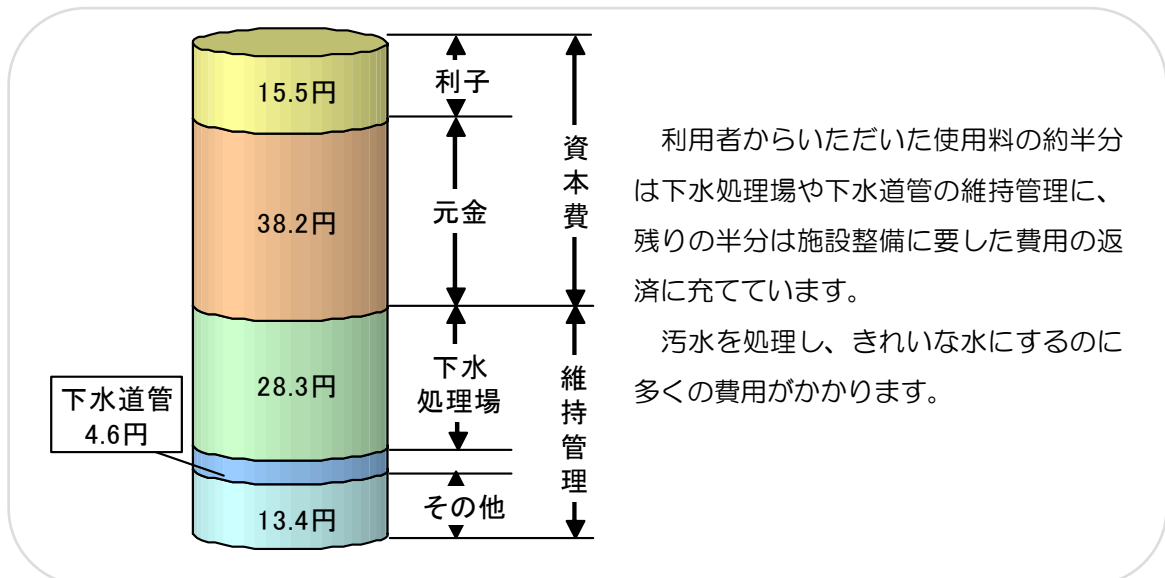 15.5円
利子
38.2円
元金
資本費
28.3円
下水
処理場
下水道管
4.6円
13.4円
その他
維持管理
　利用者からいただいた使用料の約半分
は下水処理場や下水道管の維持管理に、
残りの半分は施設整備に要した費用の返
済に充てています。
　汚水を処理し、きれいな水にするのに
多くの費用がかかります。